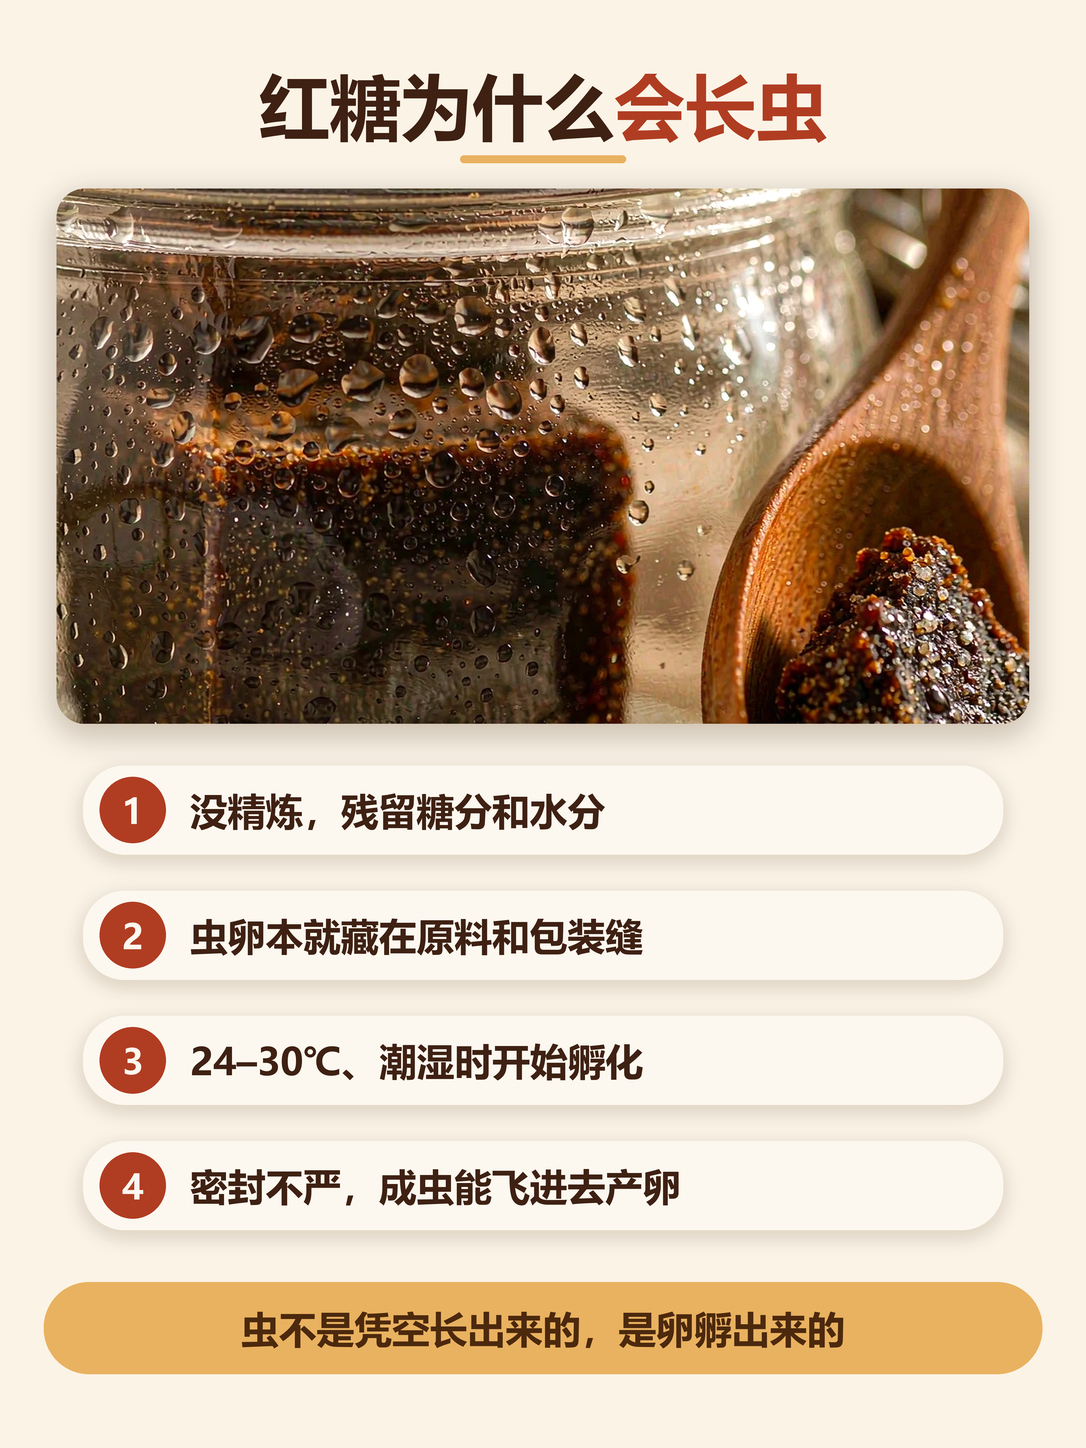 红糖为什么会长虫
1 没精炼，残留糖分和水分
2 虫卵本就藏在原料和包装缝
3 24–30℃、潮湿时开始孵化
4 密封不严，成虫能飞进去产卵
虫不是凭空长出来的，是卵孵出来的